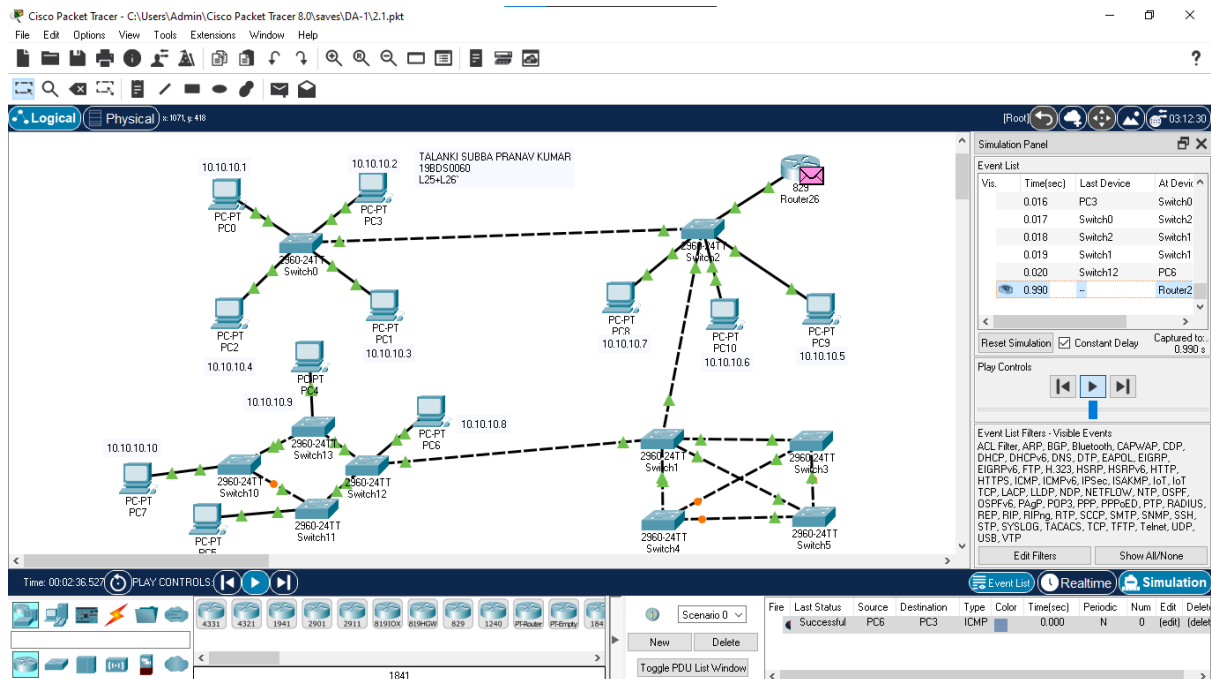 Cisco Packet Tracer - C:\Users\Admin\Cisco Packet Tracer 8.0\saves\DA-1\2.1.pkt
File Edit Options View Tools Extensions Window Help
?
Logical Physical x: 1071, y: 418 [Root] 03:12:30
10.10.10.1
10.10.10.2
TALANKI SUBBA PRANAV KUMAR
19BDS0060
L25+L26`
PC-PT
PC0
PC-PT
PC3
2960-24TT
Switch0
PC-PT
PC2
10.10.10.4
PC-PT
PC1
10.10.10.3
829
Router26
2960-24TT
Switch2
PC-PT
PC8
10.10.10.7
PC-PT
PC10
10.10.10.6
PC-PT
PC9
10.10.10.5
PC-PT
PC4
10.10.10.9
2960-24TT
Switch13
PC-PT
PC6
10.10.10.8
10.10.10.10
PC-PT
PC7
2960-24TT
Switch10
2960-24TT
Switch12
2960-24TT
Switch11
PC-PT
PC5
2960-24TT
Switch1
2960-24TT
Switch3
2960-24TT
Switch4
2960-24TT
Switch5
Simulation Panel
Event List
Vis. Time(sec) Last Device At Devic
0.016 PC3 Switch0
0.017 Switch0 Switch2
0.018 Switch2 Switch1
0.019 Switch1 Switch1
0.020 Switch12 PC6
0.990 -- Router2
Reset Simulation Constant Delay Captured to:
0.990 s
Play Controls
Event List Filters - Visible Events
ACL Filter, ARP, BGP, Bluetooth, CAPWAP, CDP,
DHCP, DHCPv6, DNS, DTP, EAPOL, EIGRP,
EIGRPv6, FTP, H.323, HSRP, HSRPv6, HTTP,
HTTPS, ICMP, ICMPv6, IPSec, ISAKMP, IoT, IoT
TCP, LACP, LLDP, NDP, NETFLOW, NTP, OSPF,
OSPFv6, PAgP, POP3, PPP, PPPoED, PTP, RADIUS,
REP, RIP, RIPng, RTP, SCCP, SMTP, SNMP, SSH,
STP, SYSLOG, TACACS, TCP, TFTP, Telnet, UDP,
USB, VTP
Edit Filters Show All/None
Time: 00:02:36.527 PLAY CONTROLS: Event List Realtime Simulation
4331 4321 1941 2901 2911 819IOX 819HGW 829 1240 PT-Router PT-Empty 184
1841
Scenario 0
New Delete
Toggle PDU List Window
Fire Last Status Source Destination Type Color Time(sec) Periodic Num Edit Delet
Successful PC6 PC3 ICMP 0.000 N 0 (edit) (delet